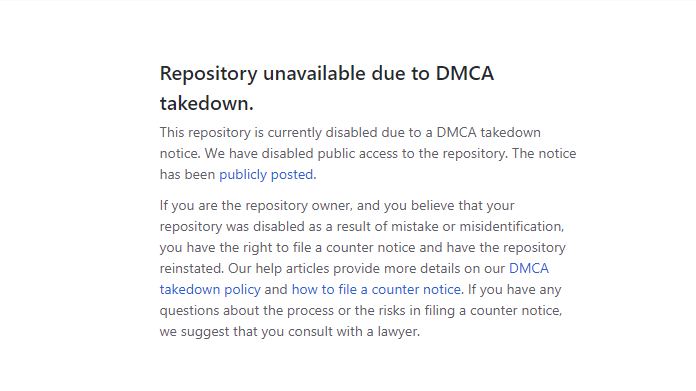 Repository unavailable due to DMCA
takedown.
This repository is currently disabled due to a DMCA takedown
notice. We have disabled public access to the repository. The notice
has been publicly posted.
If you are the repository owner, and you believe that your
repository was disabled as a result of mistake or misidentification,
you have the right to file a counter notice and have the repository
reinstated. Our help articles provide more details on our DMCA
takedown policy and how to file a counter notice. If you have any
questions about the process or the risks in filing a counter notice,
we suggest that you consult with a lawyer.